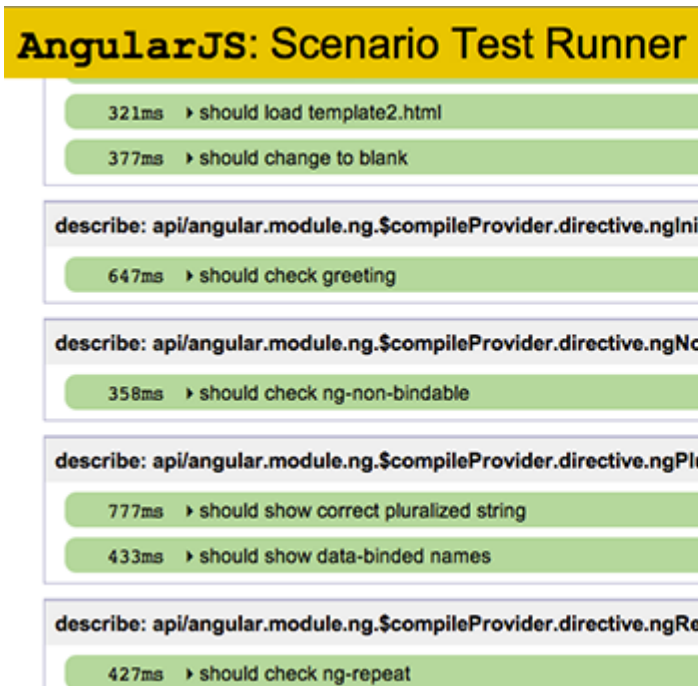 AngularJS: Scenario Test Runner
321ms should load template2.html
377ms should change to blank
describe: api/angular.module.ng.$compileProvider.directive.ngIni
647ms should check greeting
describe: api/angular.module.ng.$compileProvider.directive.ngNo
358ms should check ng-non-bindable
describe: api/angular.module.ng.$compileProvider.directive.ngPlu
777ms should show correct pluralized string
433ms should show data-binded names
describe: api/angular.module.ng.$compileProvider.directive.ngRe
427ms should check ng-repeat